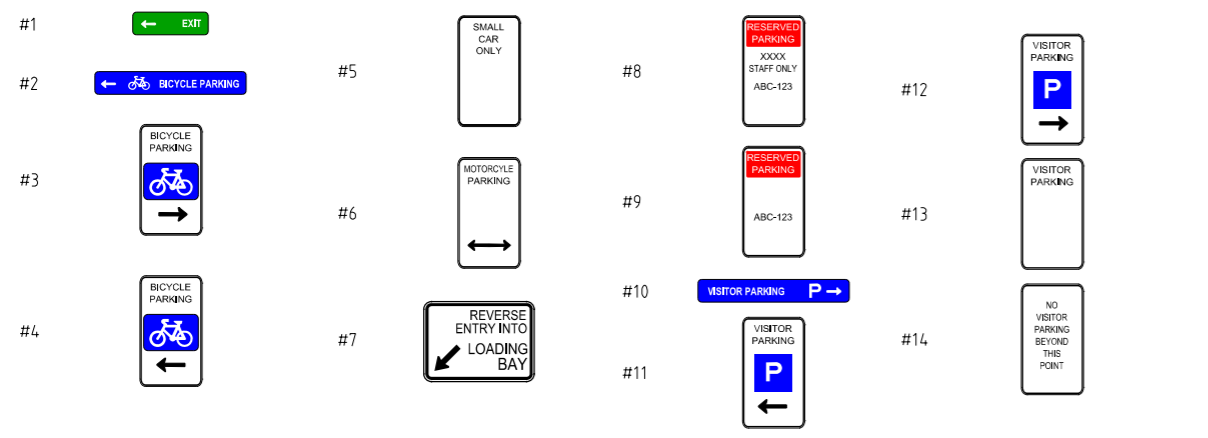 #1
← EXIT
#2
← BICYCLE PARKING
#3
BICYCLE
PARKING
→
#4
BICYCLE
PARKING
←
#5
SMALL
CAR
ONLY
#6
MOTORCYLE
PARKING
↔
#7
REVERSE
ENTRY INTO
LOADING
BAY
#8
RESERVED
PARKING
XXXX
STAFF ONLY
ABC-123
#9
RESERVED
PARKING
ABC-123
#10
VISITOR PARKING P →
#11
VISITOR
PARKING
P
←
#12
VISITOR
PARKING
P
→
#13
VISITOR
PARKING
#14
NO
VISITOR
PARKING
BEYOND
THIS
POINT